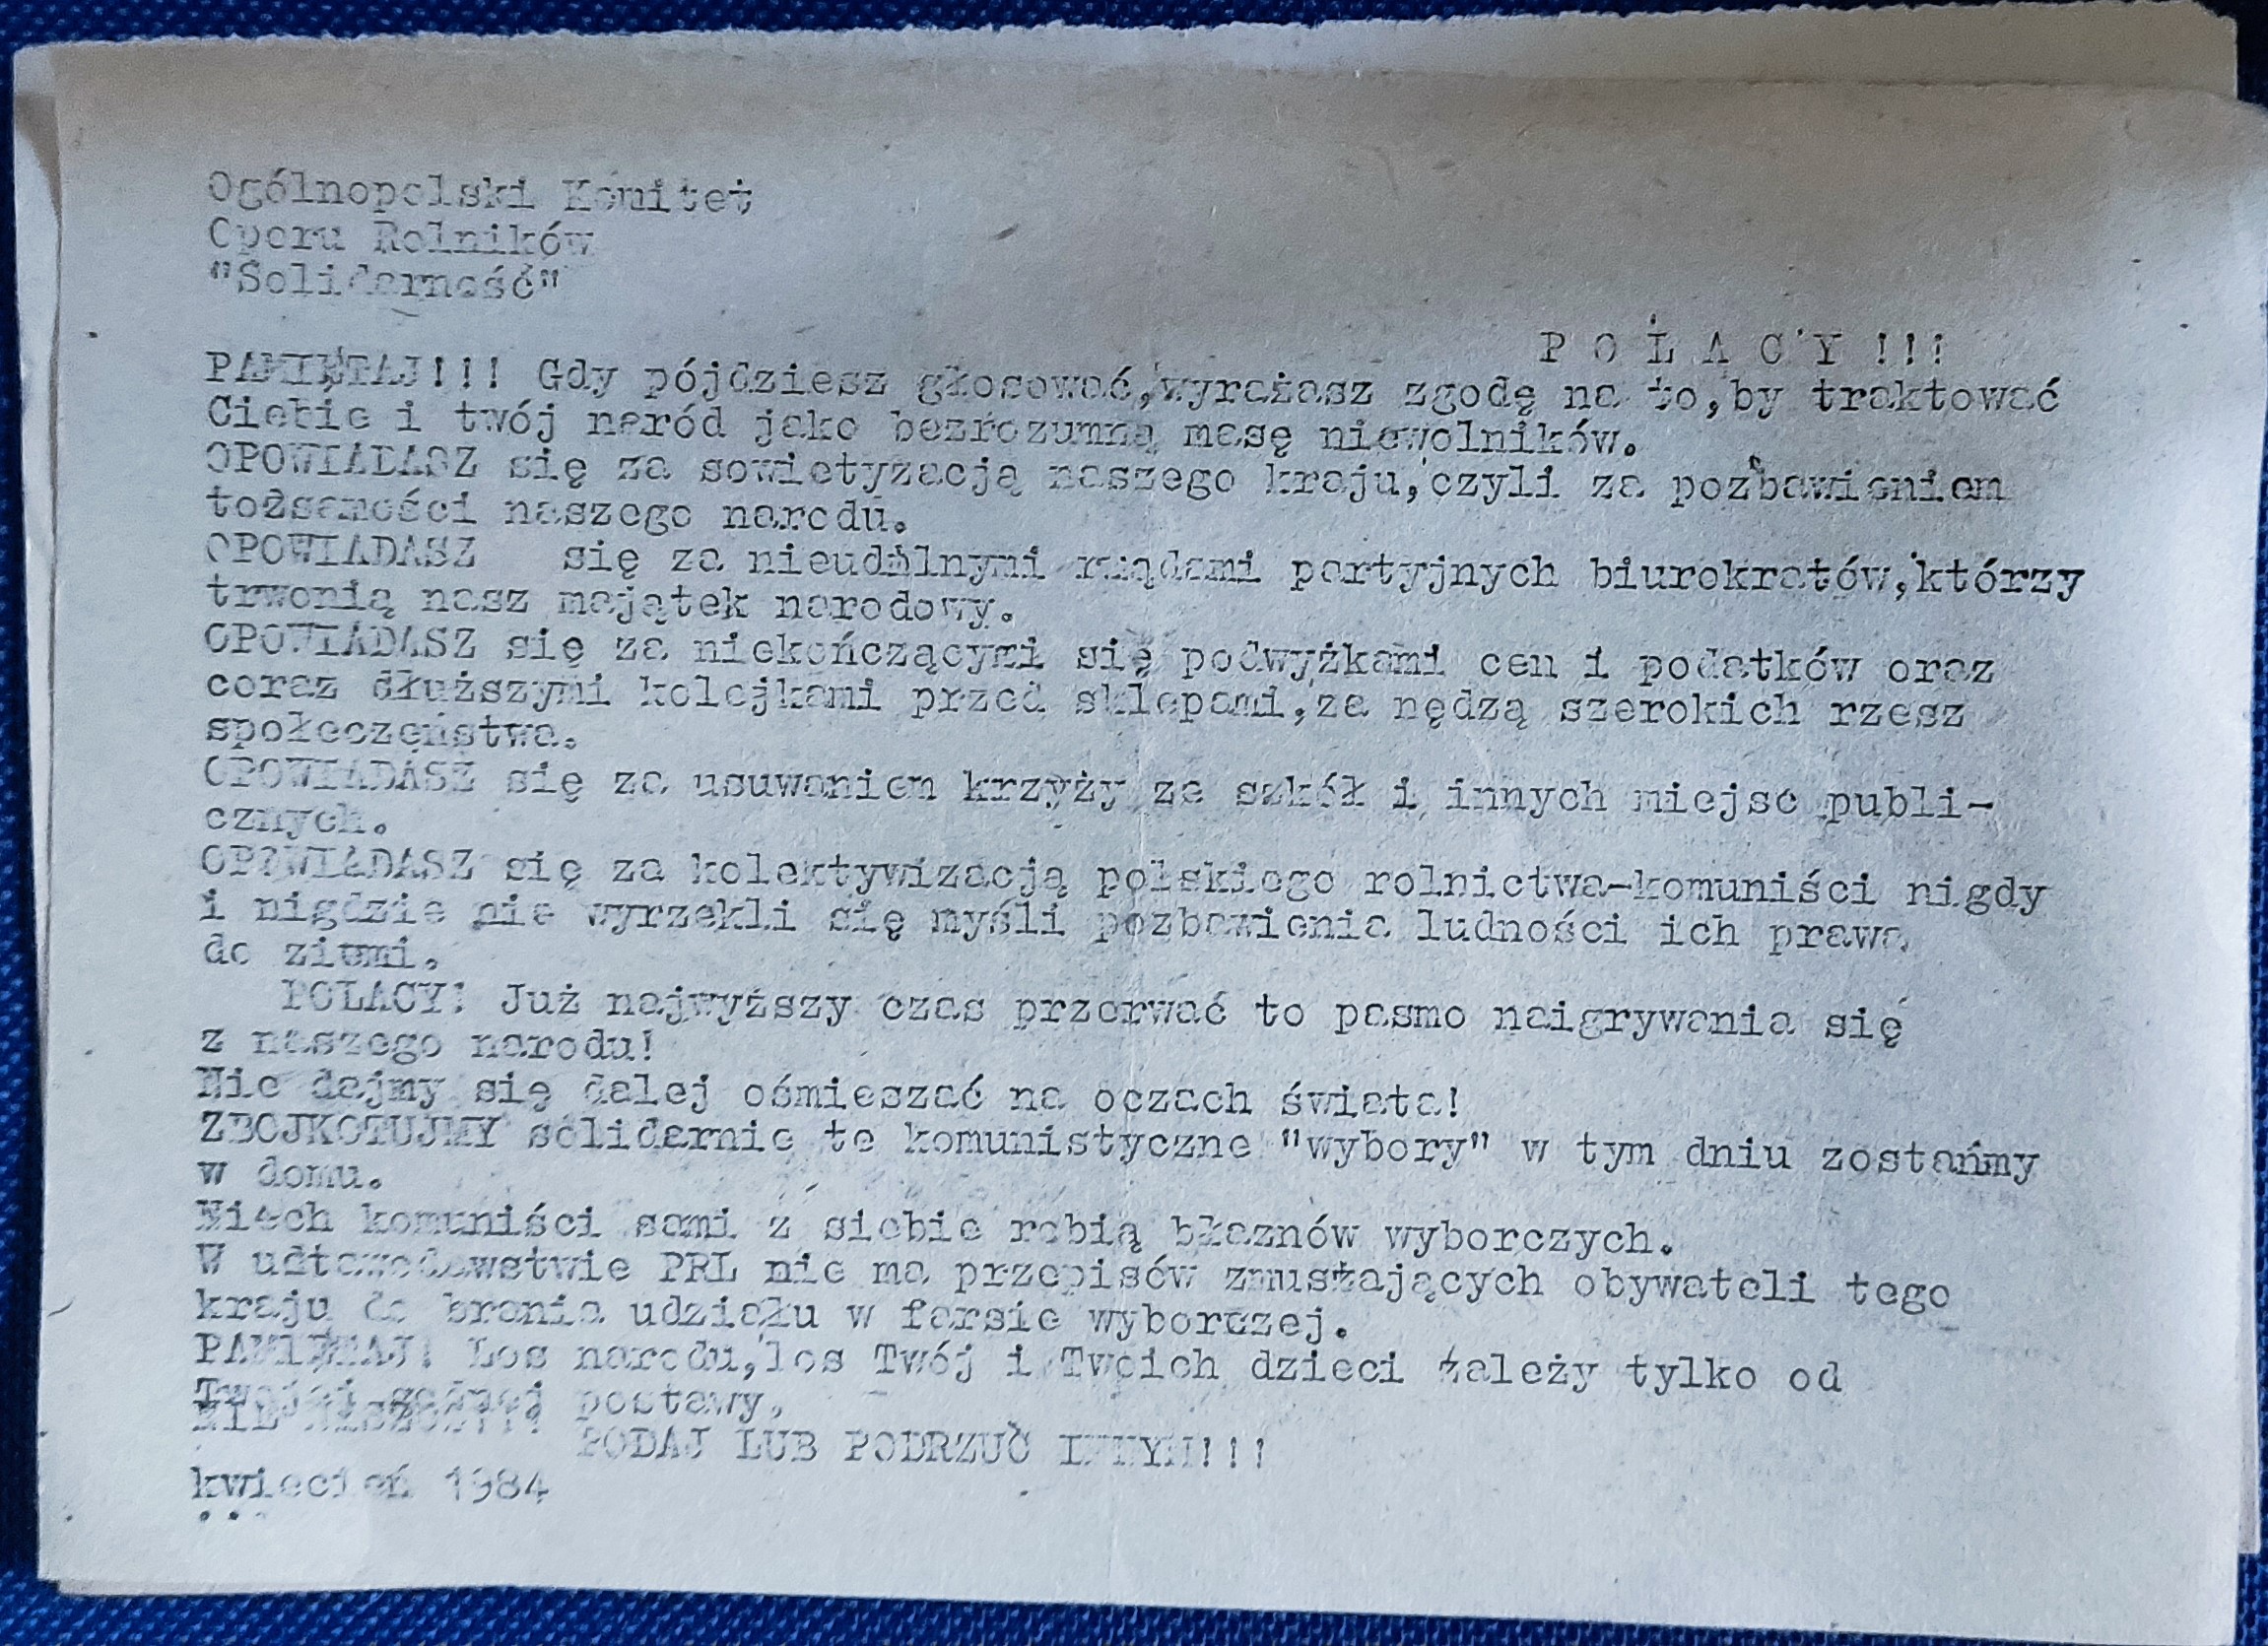 Ogólnopolski Komitet
Oporu Rolników
"Solidarność"
P O L A C Y !!!
PAMIĘTAJ!!! Gdy pójdziesz głosować,wyrażasz zgodę na to,by traktować
Ciebie i twój naród jako bezrozumną masę niewolników.
OPOWIADASZ się za sowietyzacją naszego kraju,czyli za pozbawieniem
tożsamości naszego narodu.
OPOWIADASZ się za nieudolnymi rządami partyjnych biurokratów,którzy
trwonią nasz majątek narodowy.
OPOWIADASZ się za niekończącymi się podwyżkami cen i podatków oraz
coraz dłuższymi kolejkami przed sklepami,za nędzą szerokich rzesz
społeczeństwa.
OPOWIADASZ się za usuwaniem krzyży ze szkół i innych miejsc publi-
cznych.
OPOWIADASZ się za kolektywizacją polskiego rolnictwa-komuniści nigdy
i nigdzie nie wyrzekli się myśli pozbawienia ludności ich prawa
do ziemi.
POLACY! Już najwyższy czas przerwać to pasmo naigrywania się
z naszego narodu!
Nie dajmy się dalej ośmieszać na oczach świata!
ZBOJKOTUJMY solidarnie te komunistyczne "wybory" w tym dniu zostańmy
w domu.
Niech komuniści sami z siebie robią błaznów wyborczych.
W udtawodawstwie PRL nie ma przepisów zmuszających obywateli tego
kraju do brania udziału w farsie wyborczej.
PAMIĘTAJ! Los narodu,los Twój i Twoich dzieci zależy tylko od
Twojej postawy.
NIE
PODAJ LUB PODRZUĆ INNYM!!!
kwiecień 1984